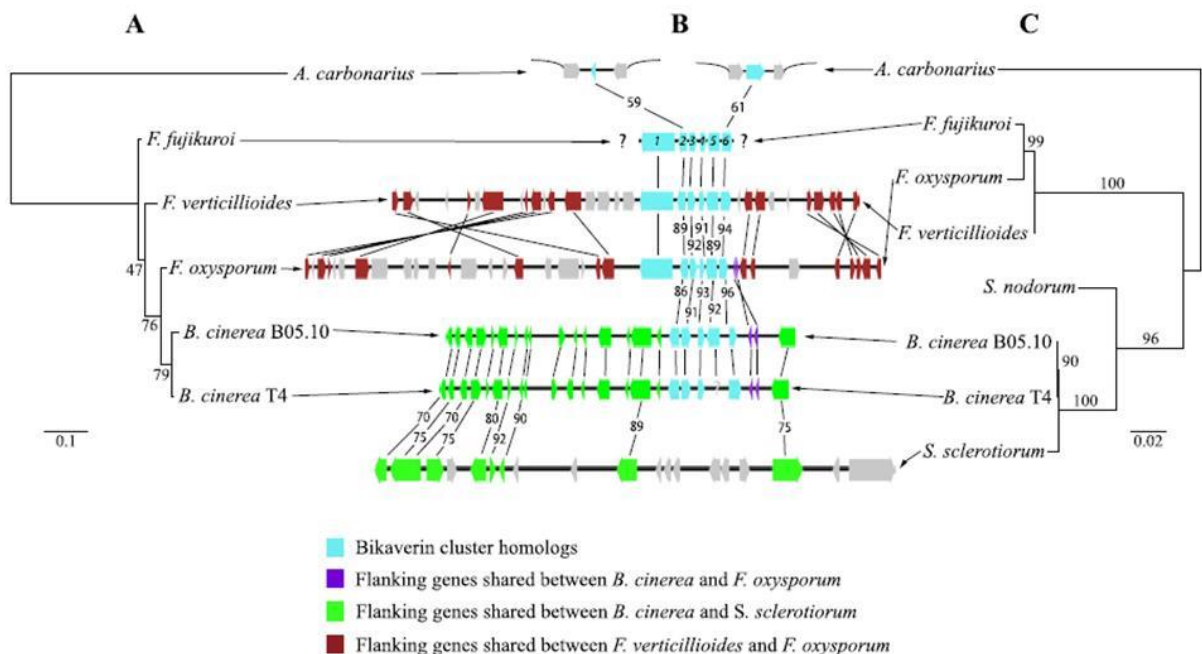 A B C
A. carbonarius A. carbonarius
59 61
F. fujikuroi ? 1 2 3 4 5 6 ? F. fujikuroi
99
F. oxysporum
100
F. verticillioides F. verticillioides
89 91 94
92 89
47 F. oxysporum
S. nodorum
86 93 96
91 92
76
B. cinerea B05.10 B. cinerea B05.10
96
90
79
B. cinerea T4 B. cinerea T4
100
70 70 80 90
75 75 92 89 75
0.1 0.02
S. sclerotiorum
Bikaverin cluster homologs
Flanking genes shared between B. cinerea and F. oxysporum
Flanking genes shared between B. cinerea and S. sclerotiorum
Flanking genes shared between F. verticillioides and F. oxysporum